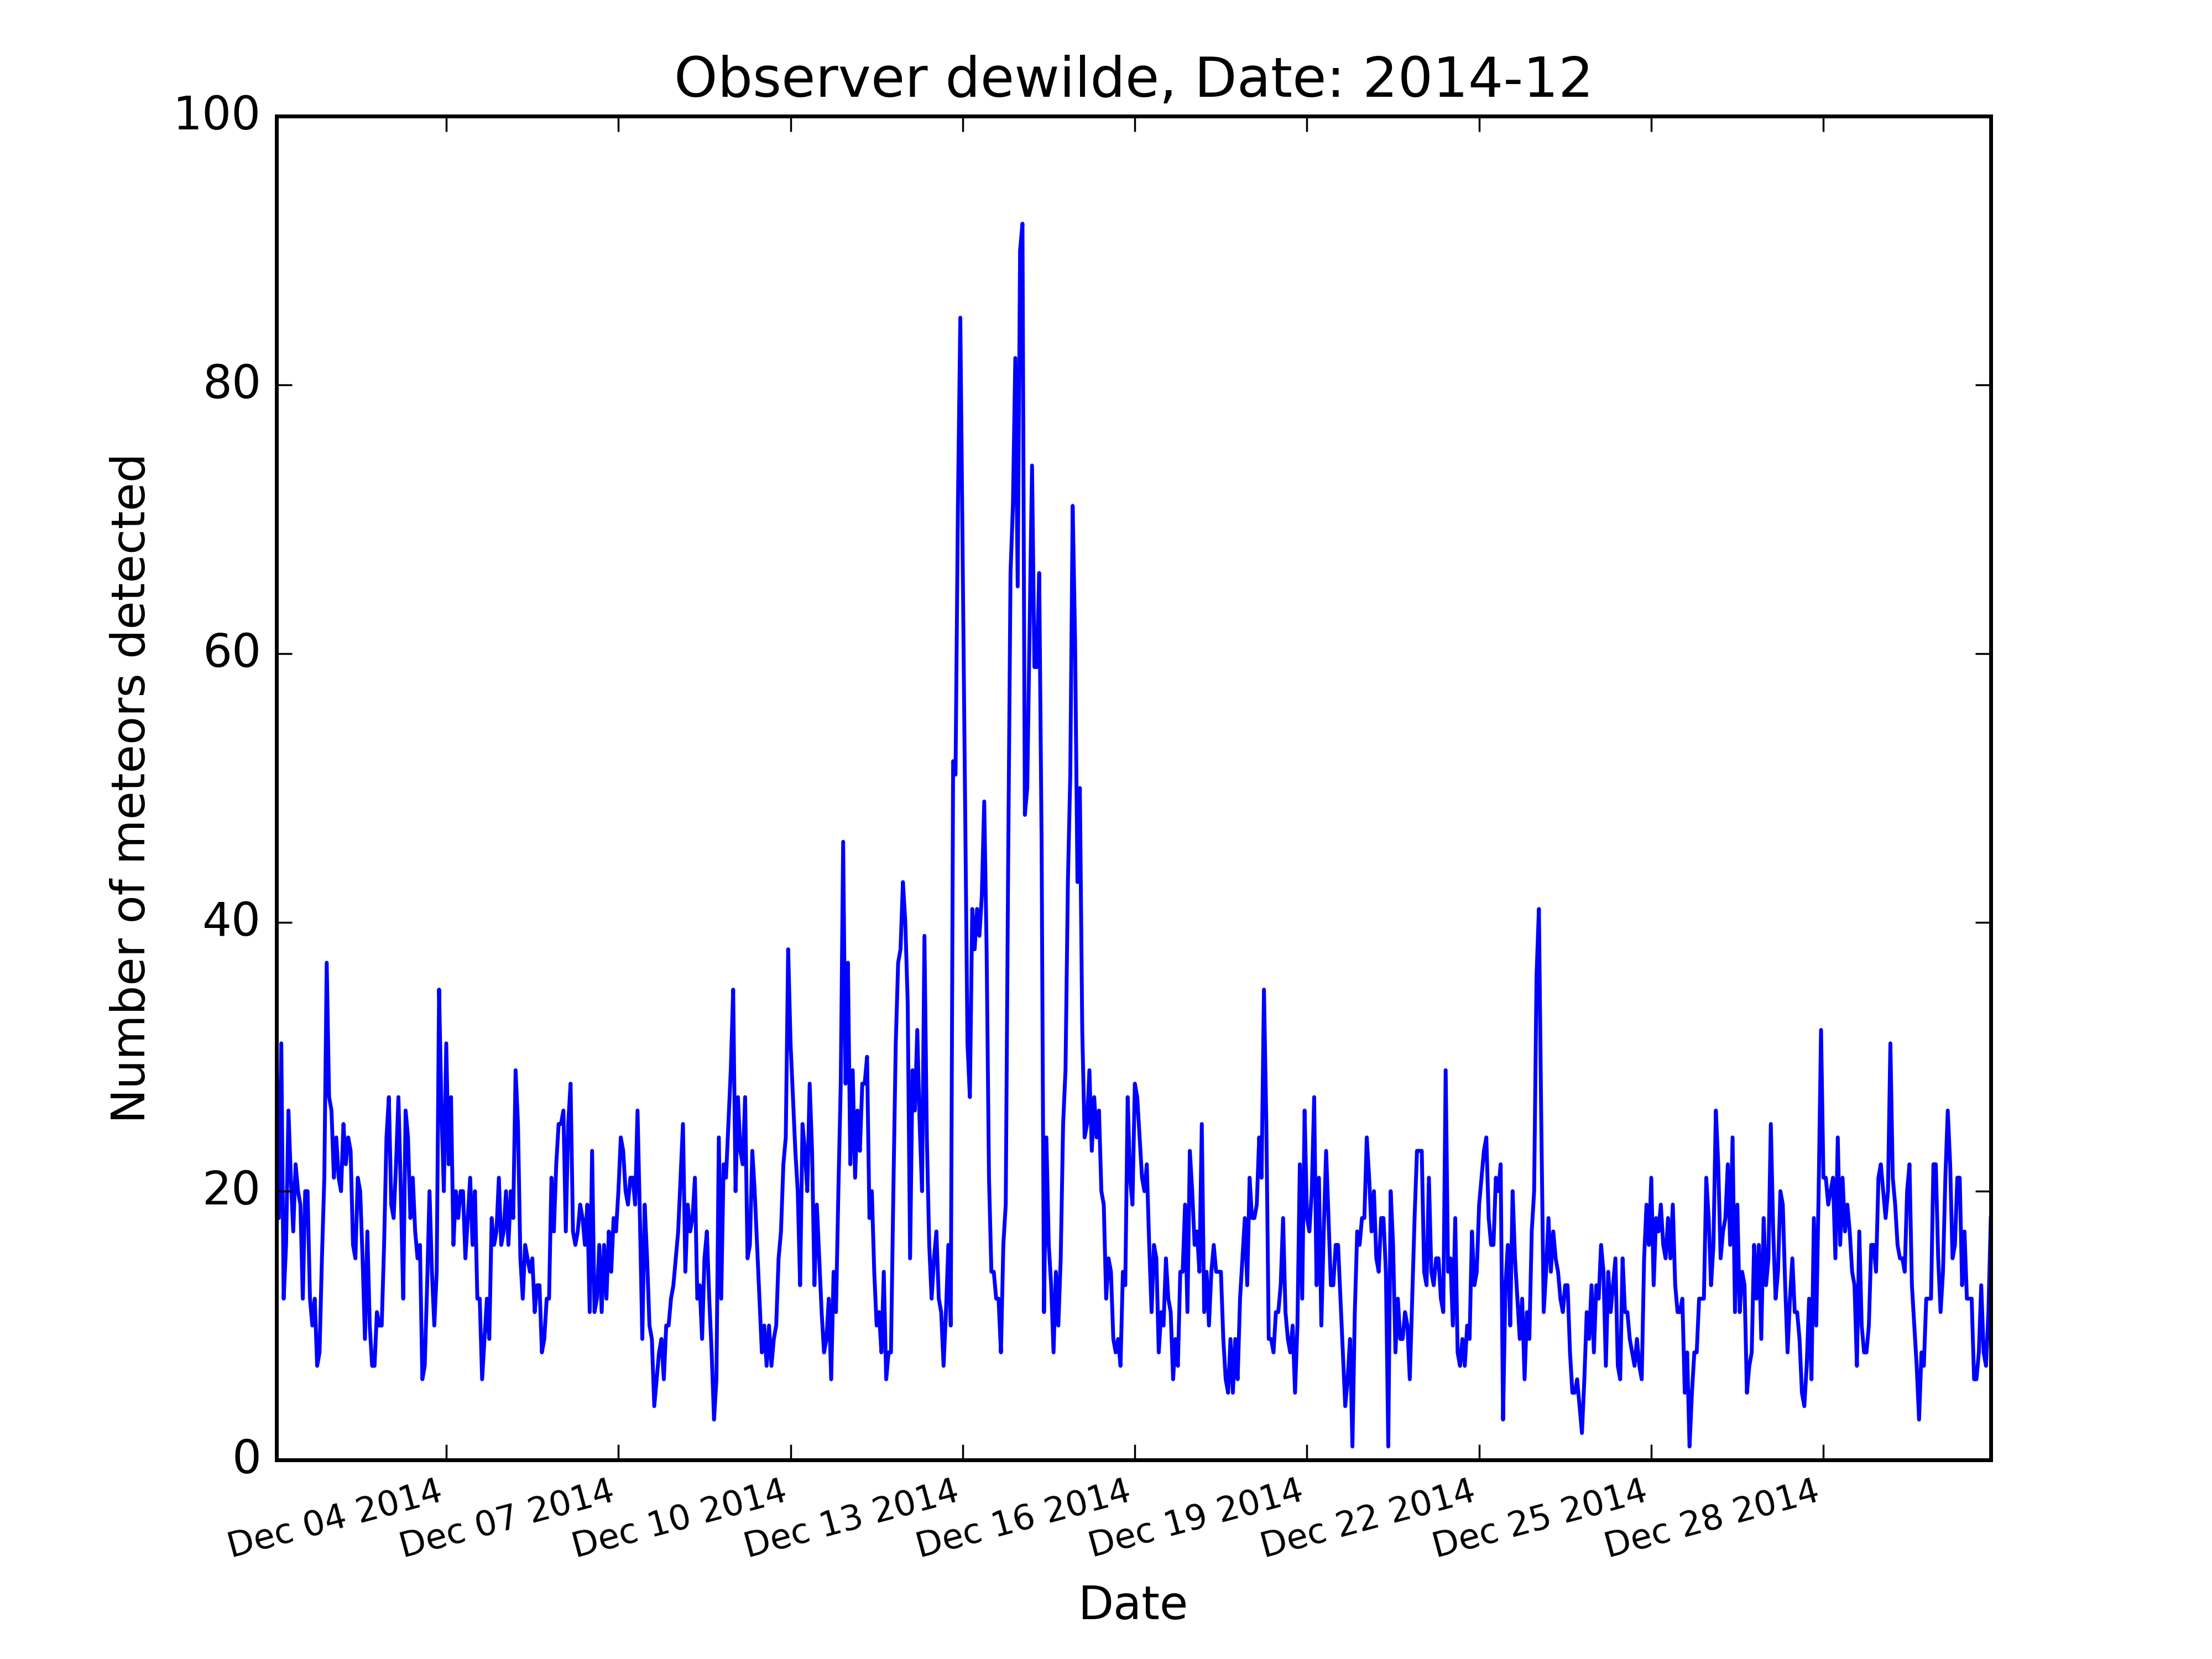 Observer dewilde, Date: 2014-12
100
80
60
40
20
0
Number of meteors detected
Dec 04 2014
Dec 07 2014
Dec 10 2014
Dec 13 2014
Dec 16 2014
Dec 19 2014
Dec 22 2014
Dec 25 2014
Dec 28 2014
Date